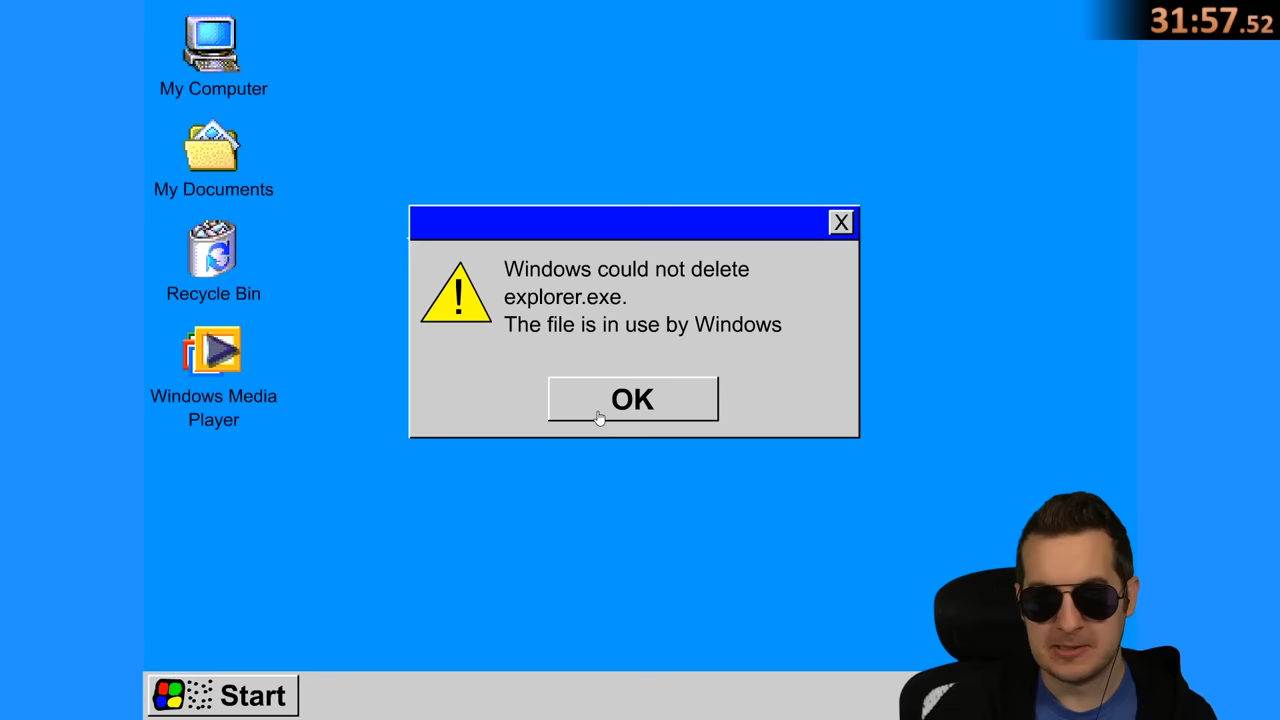 31:57.52
My Computer
My Documents
Recycle Bin
Windows Media
Player
X
!
Windows could not delete
explorer.exe.
The file is in use by Windows
OK
Start